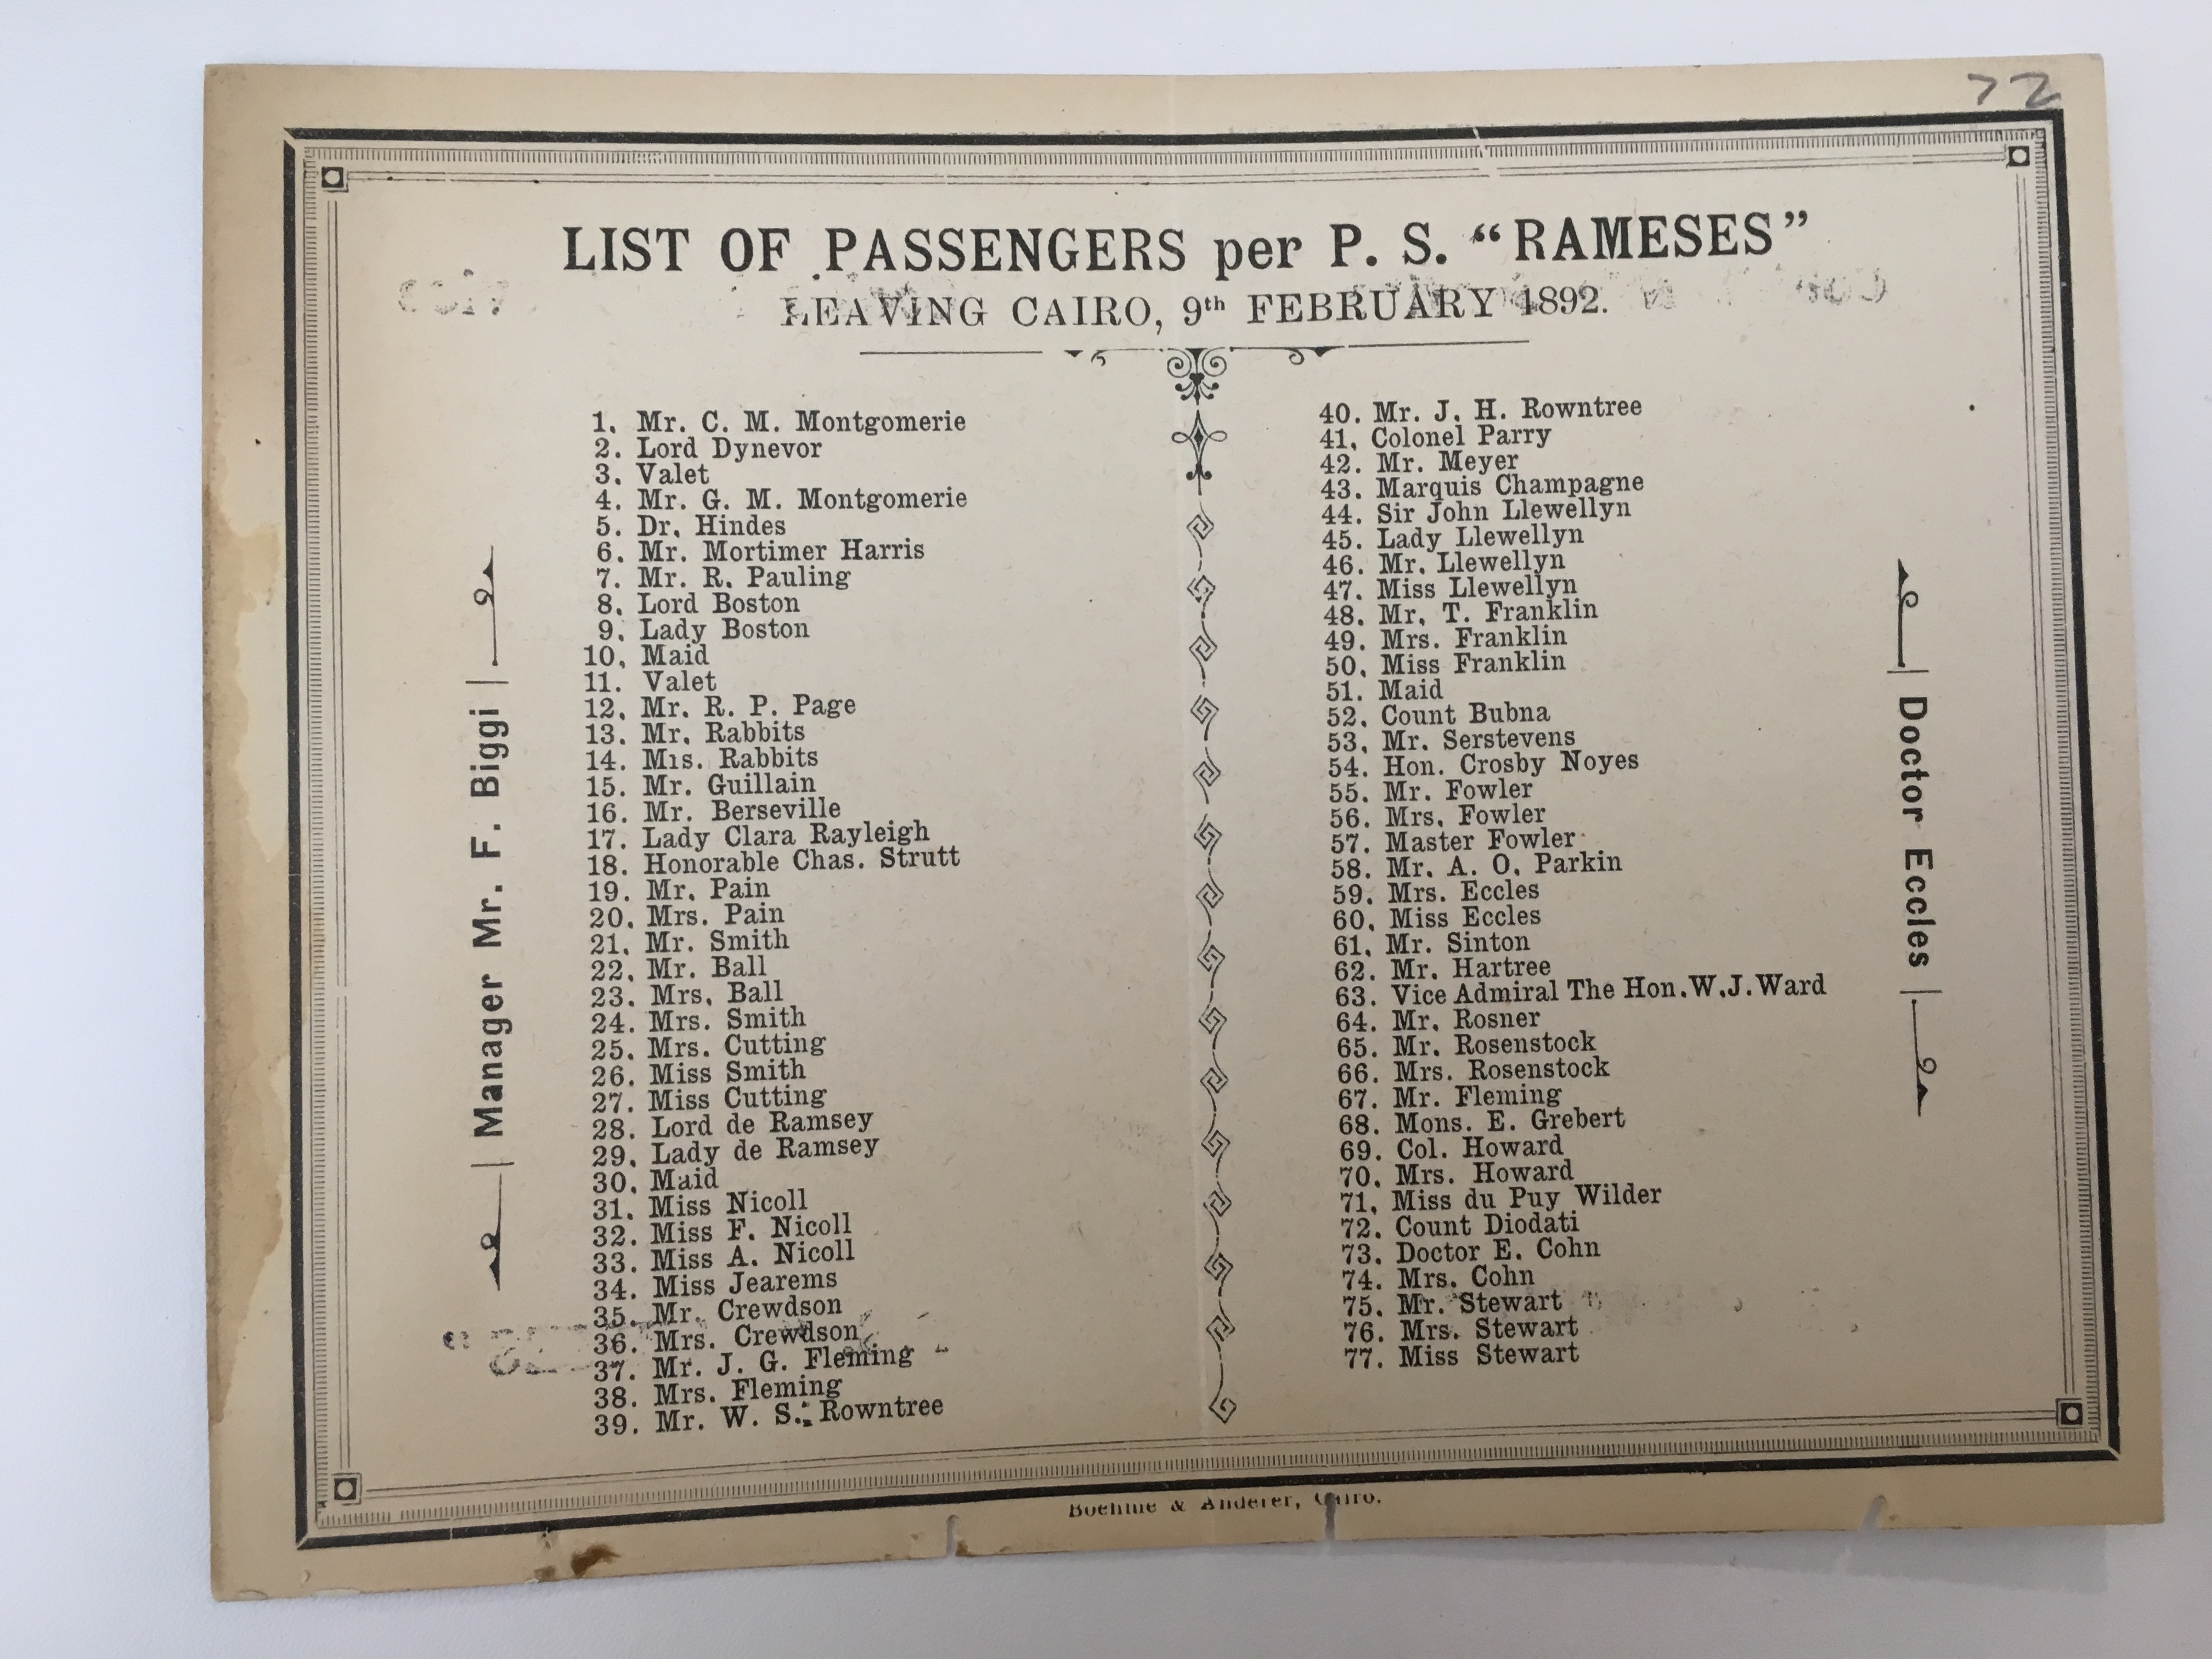 72
LIST OF PASSENGERS per P. S. “RAMESES”
LEAVING CAIRO, 9th FEBRUARY 1892.
Manager Mr. F. Biggi
1. Mr. C. M. Montgomerie
2. Lord Dynevor
3. Valet
4. Mr. G. M. Montgomerie
5. Dr. Hindes
6. Mr. Mortimer Harris
7. Mr. R. Pauling
8. Lord Boston
9. Lady Boston
10. Maid
11. Valet
12. Mr. R. P. Page
13. Mr. Rabbits
14. Mis. Rabbits
15. Mr. Guillain
16. Mr. Berseville
17. Lady Clara Rayleigh
18. Honorable Chas. Strutt
19. Mr. Pain
20. Mrs. Pain
21. Mr. Smith
22. Mr. Ball
23. Mrs. Ball
24. Mrs. Smith
25. Mrs. Cutting
26. Miss Smith
27. Miss Cutting
28. Lord de Ramsey
29. Lady de Ramsey
30. Maid
31. Miss Nicoll
32. Miss F. Nicoll
33. Miss A. Nicoll
34. Miss Jearems
35. Mr. Crewdson
36. Mrs. Crewdson
37. Mr. J. G. Fleming
38. Mrs. Fleming
39. Mr. W. S. Rowntree
40. Mr. J. H. Rowntree
41. Colonel Parry
42. Mr. Meyer
43. Marquis Champagne
44. Sir John Llewellyn
45. Lady Llewellyn
46. Mr. Llewellyn
47. Miss Llewellyn
48. Mr. T. Franklin
49. Mrs. Franklin
50. Miss Franklin
51. Maid
52. Count Bubna
53. Mr. Serstevens
54. Hon. Crosby Noyes
55. Mr. Fowler
56. Mrs. Fowler
57. Master Fowler
58. Mr. A. O. Parkin
59. Mrs. Eccles
60. Miss Eccles
61. Mr. Sinton
62. Mr. Hartree
63. Vice Admiral The Hon. W. J. Ward
64. Mr. Rosner
65. Mr. Rosenstock
66. Mrs. Rosenstock
67. Mr. Fleming
68. Mons. E. Grebert
69. Col. Howard
70. Mrs. Howard
71. Miss du Puy Wilder
72. Count Diodati
73. Doctor E. Cohn
74. Mrs. Cohn
75. Mr. Stewart
76. Mrs. Stewart
77. Miss Stewart
Doctor Eccles
Boehme & Anderer, Cairo.